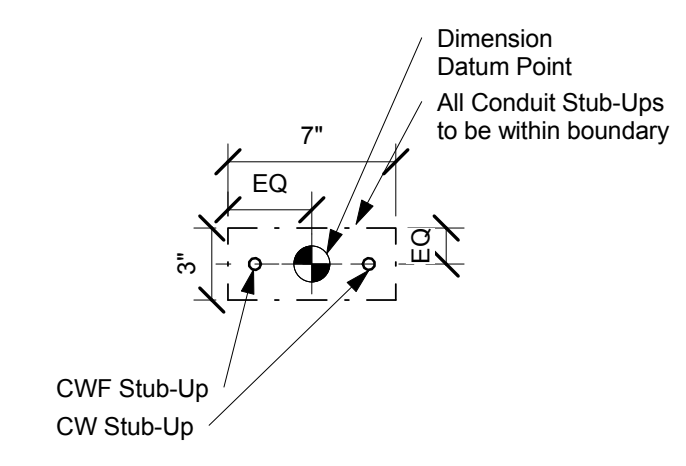 Dimension
Datum Point
All Conduit Stub-Ups
to be within boundary
7"
EQ
EQ
3"
CWF Stub-Up
CW Stub-Up